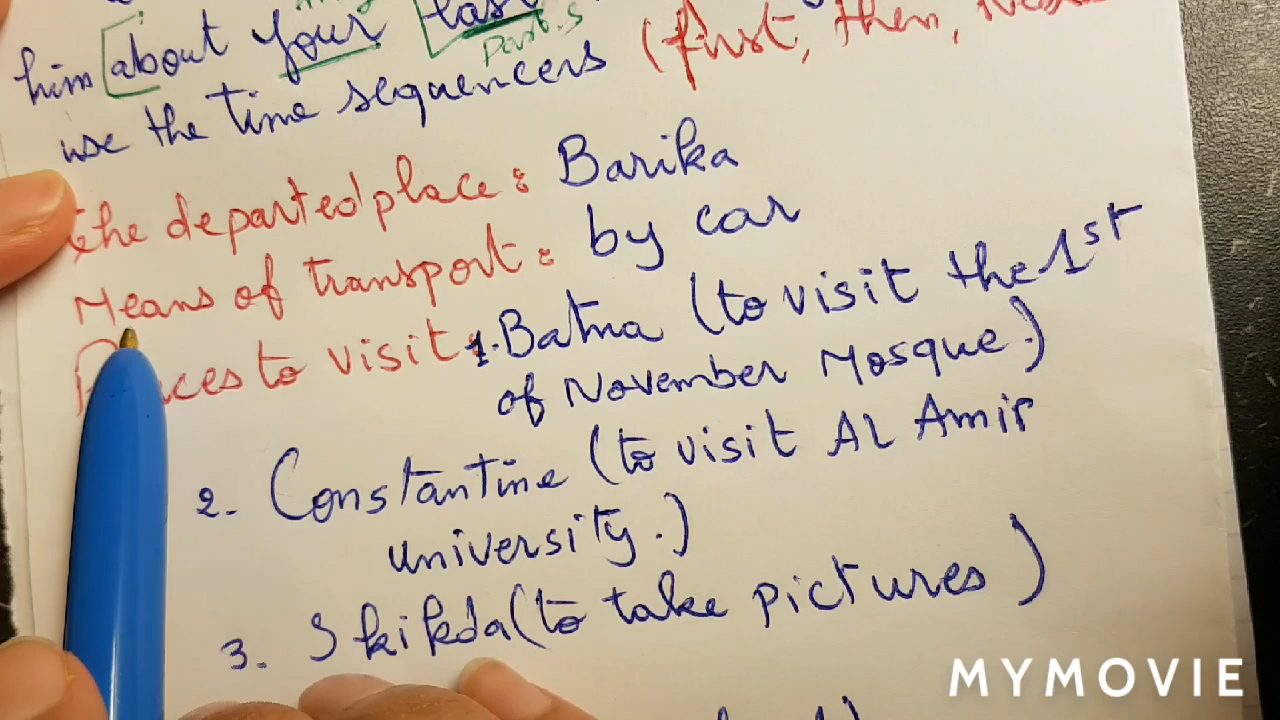 him about your last
Past.s
use the time sequencers (first, then, Next
the departed place : Barika
Means of transport : by car
to visit : 1. Batna (to visit the 1st
of November Mosque.)
2. Constantine (to visit AL Amir
university.)
3. Skikda (to take pictures)
MYMOVIE